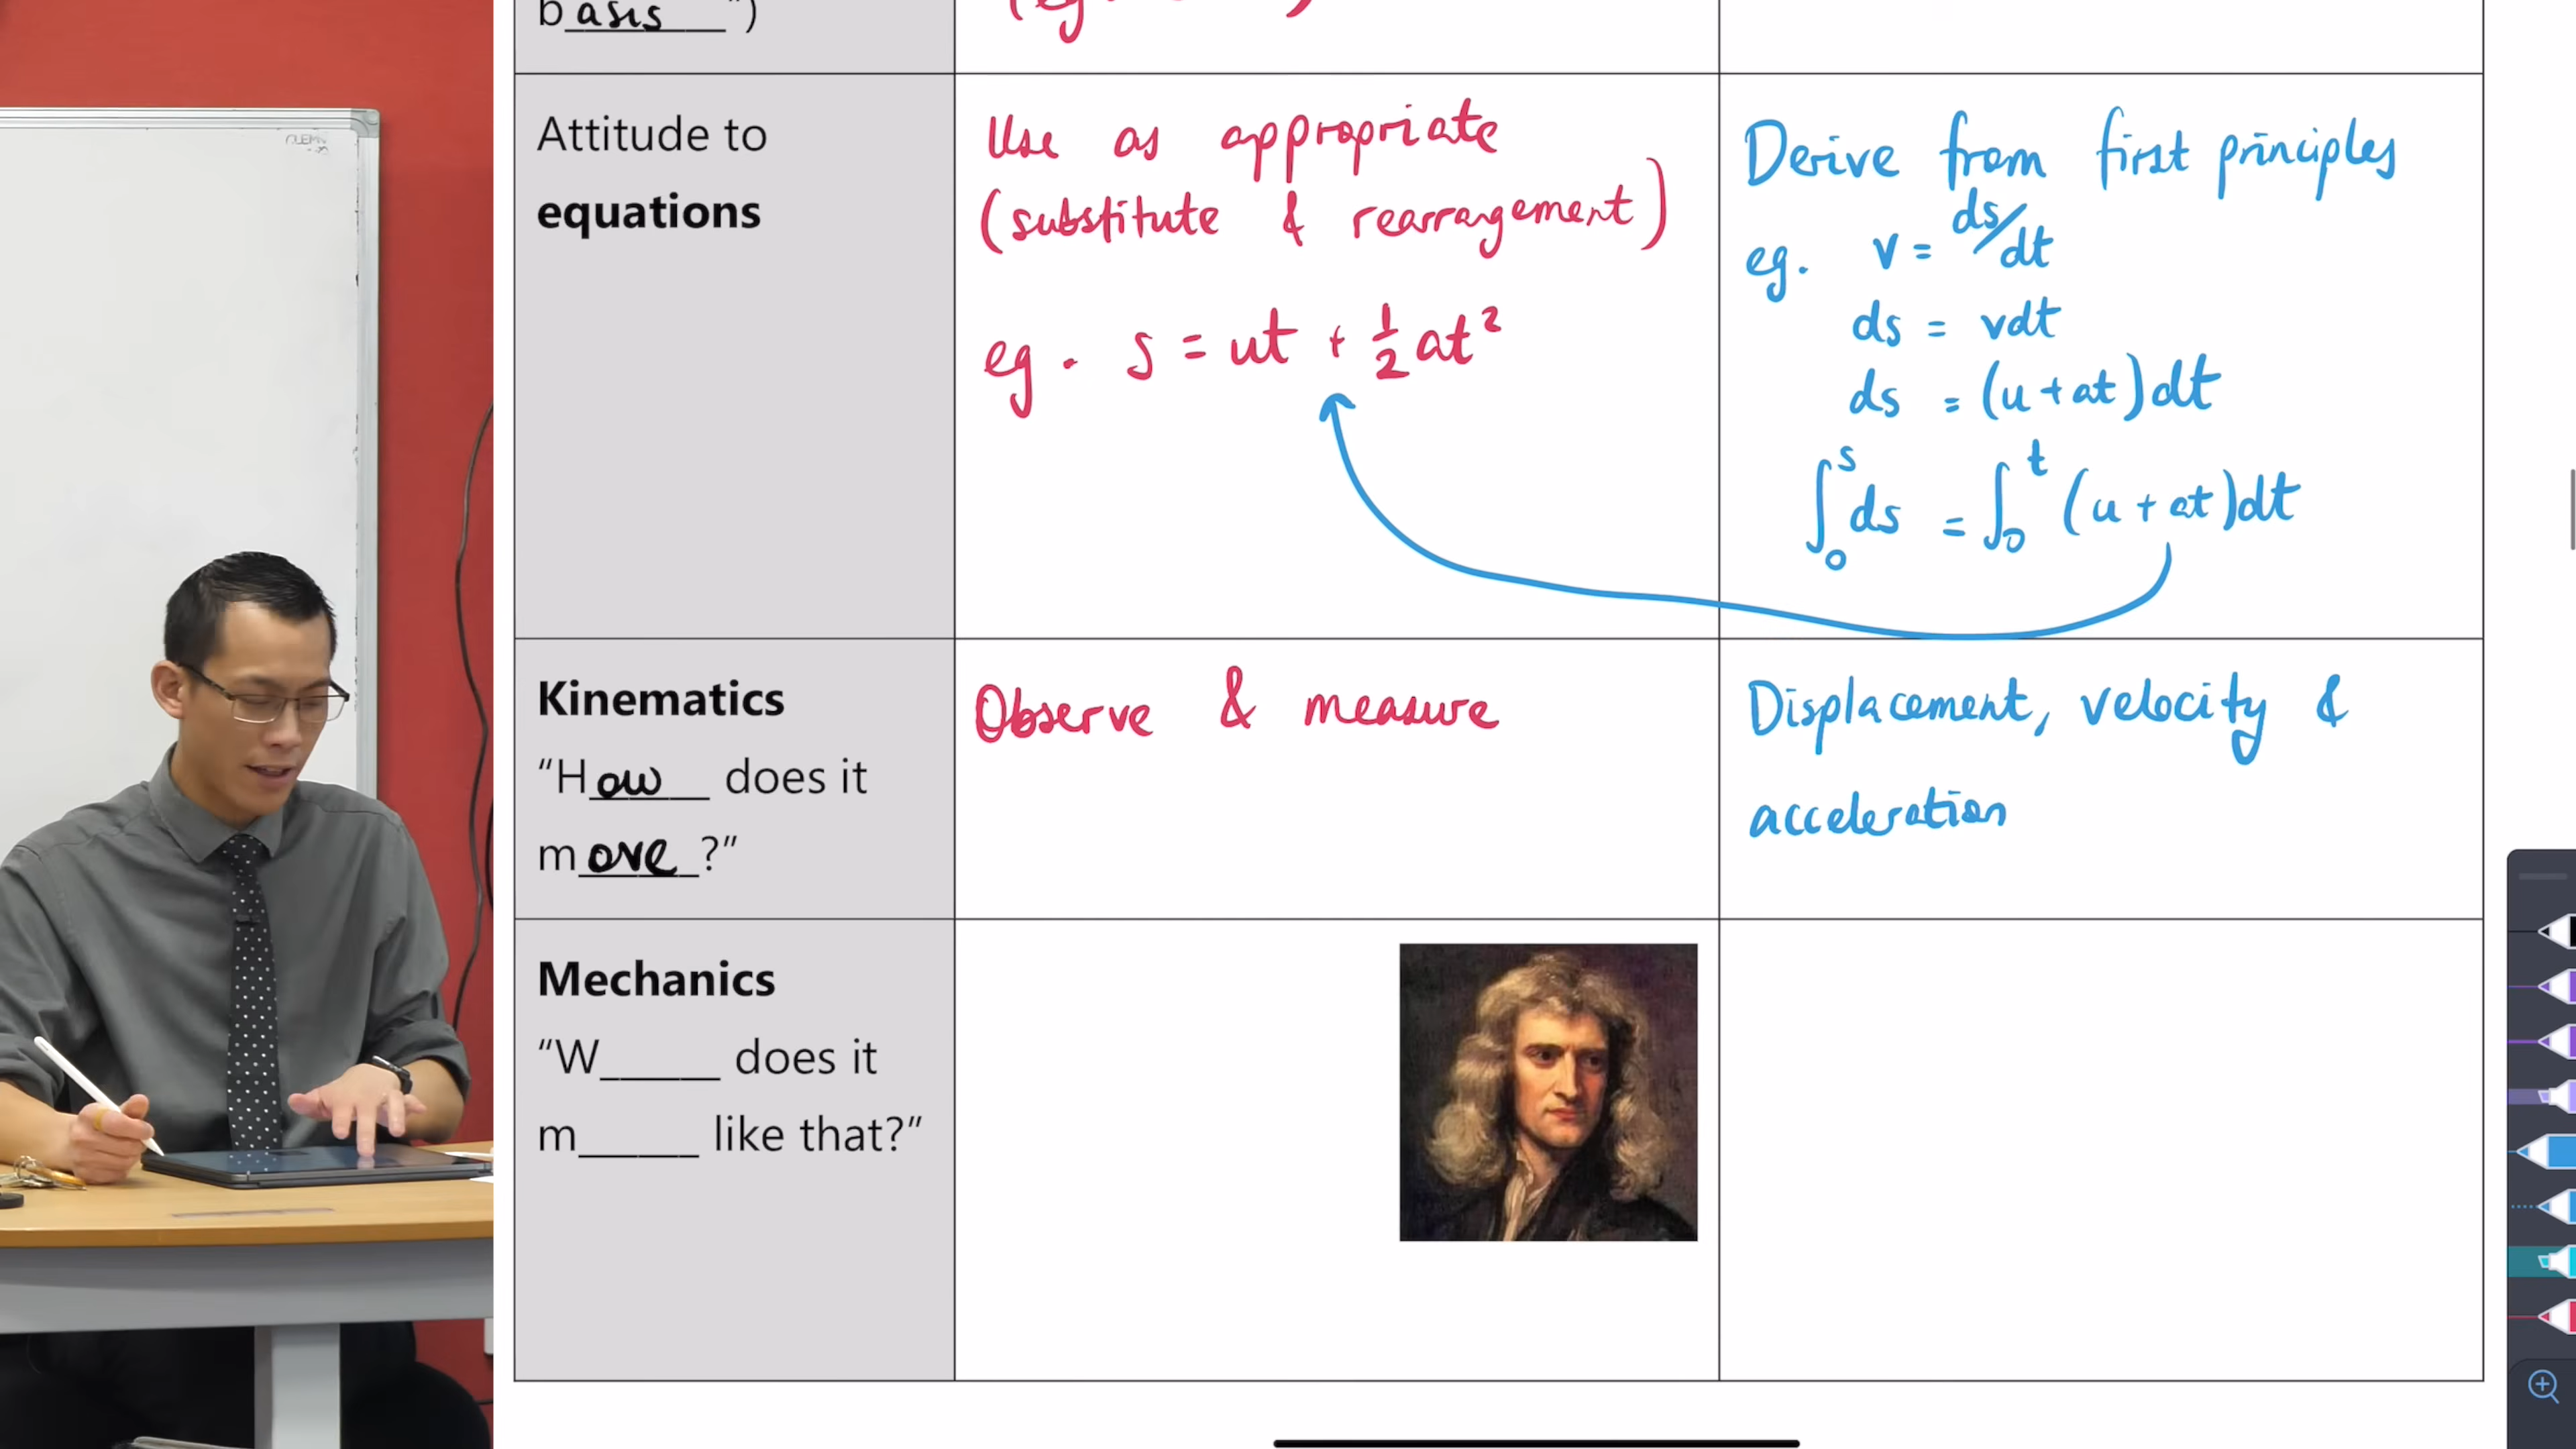 basis")
(eg
Attitude to
equations
Use as appropriate
(substitute & rearrangement)
eg. s = ut + ½at²
Derive from first principles
eg. v = ds/dt
ds = vdt
ds = (u + at)dt
∫₀ˢ ds = ∫₀ᵗ (u + at)dt
Kinematics
"How does it
move?"
Observe & measure
Displacement, velocity &
acceleration
Mechanics
"W_____ does it
m_____ like that?"